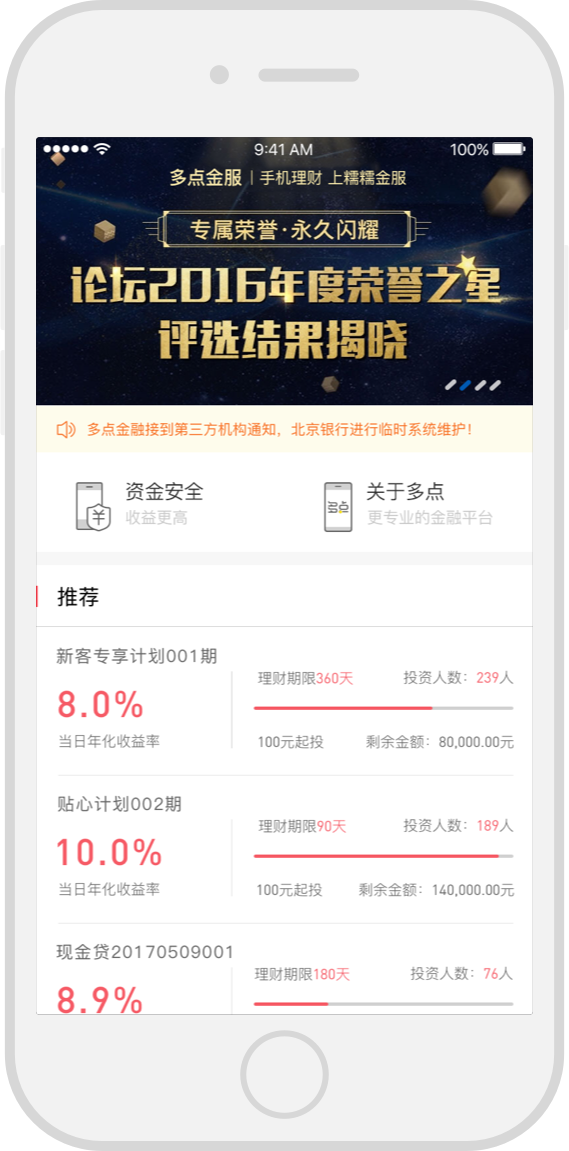 9:41 AM 100%
多点金服 | 手机理财 上糯糯金服
专属荣誉·永久闪耀
论坛2016年度荣誉之星
评选结果揭晓
多点金融接到第三方机构通知，北京银行进行临时系统维护！
资金安全
收益更高
多点
关于多点
更专业的金融平台
推荐
新客专享计划001期
8.0%
当日年化收益率
理财期限360天 投资人数：239人
100元起投 剩余金额：80,000.00元
贴心计划002期
10.0%
当日年化收益率
理财期限90天 投资人数：189人
100元起投 剩余金额：140,000.00元
现金贷20170509001
8.9%
理财期限180天 投资人数：76人